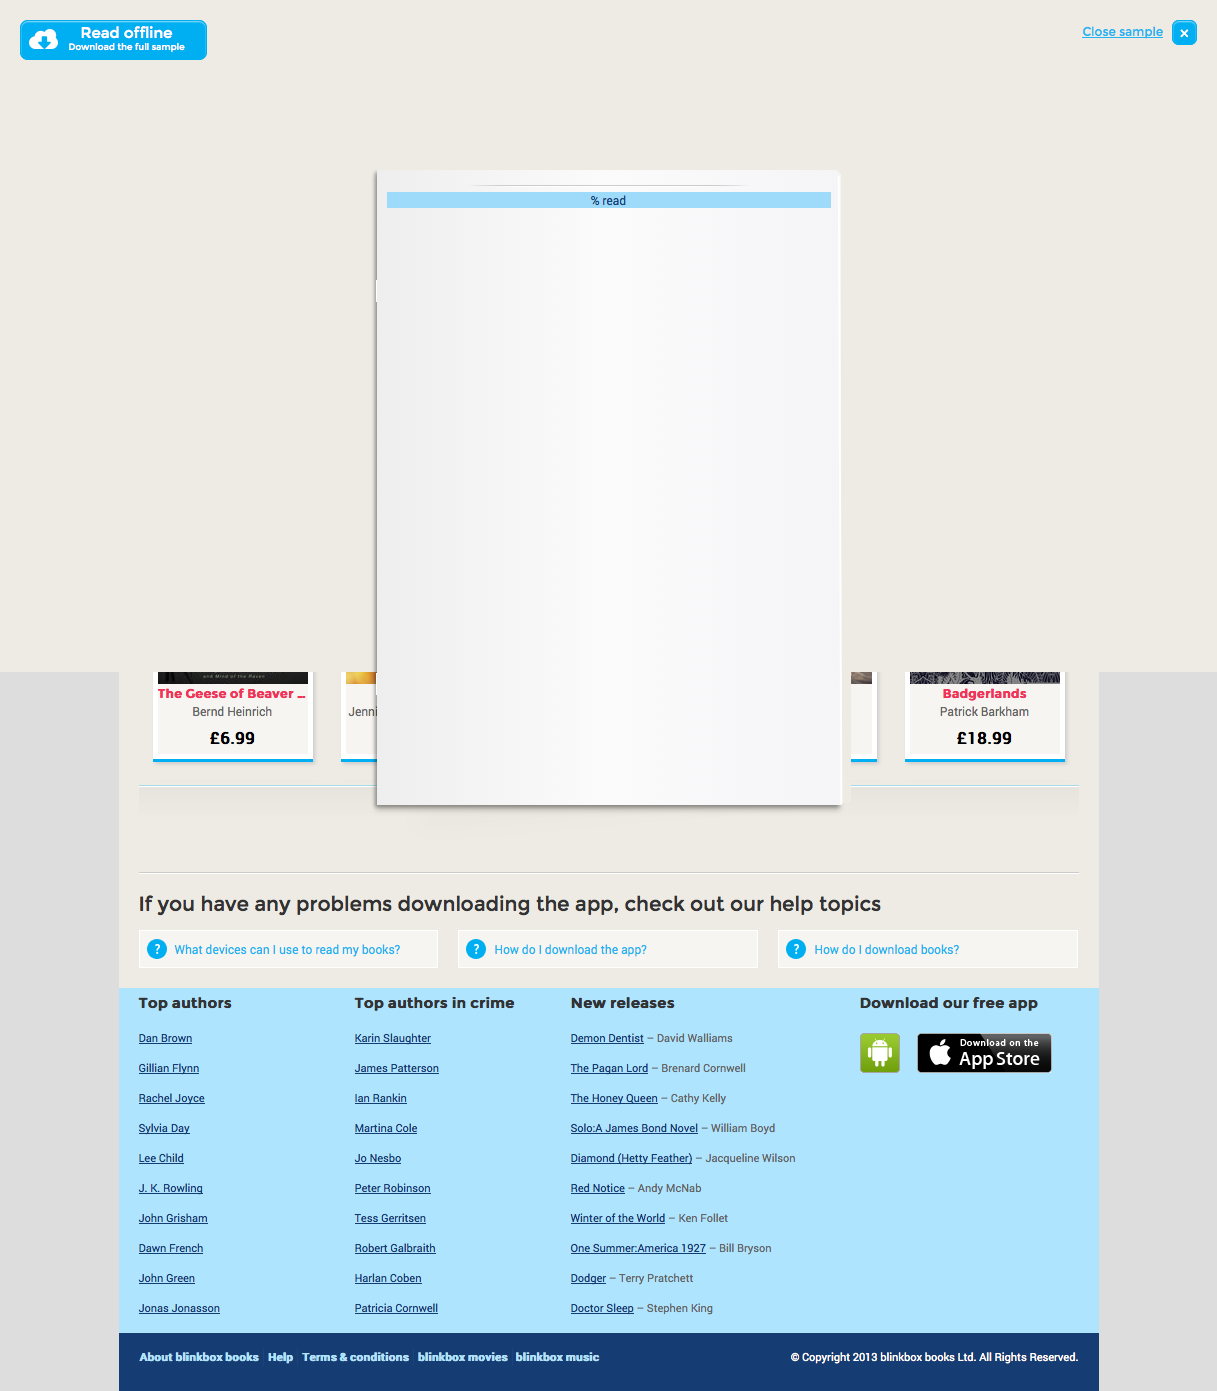 Read offline
Download the full sample
Close sample
% read
and Mind of the Raven
The Geese of Beaver ...
Bernd Heinrich
£6.99
Jenni
Badgerlands
Patrick Barkham
£18.99
If you have any problems downloading the app, check out our help topics
? What devices can I use to read my books?
? How do I download the app?
? How do I download books?
Top authors
Dan Brown
Gillian Flynn
Rachel Joyce
Sylvia Day
Lee Child
J. K. Rowling
John Grisham
Dawn French
John Green
Jonas Jonasson
Top authors in crime
Karin Slaughter
James Patterson
Ian Rankin
Martina Cole
Jo Nesbo
Peter Robinson
Tess Gerritsen
Robert Galbraith
Harlan Coben
Patricia Cornwell
New releases
Demon Dentist – David Walliams
The Pagan Lord – Brenard Cornwell
The Honey Queen – Cathy Kelly
Solo:A James Bond Novel – William Boyd
Diamond (Hetty Feather) – Jacqueline Wilson
Red Notice – Andy McNab
Winter of the World – Ken Follet
One Summer:America 1927 – Bill Bryson
Dodger – Terry Pratchett
Doctor Sleep – Stephen King
Download our free app
Download on the
App Store
About blinkbox books Help Terms & conditions blinkbox movies blinkbox music
© Copyright 2013 blinkbox books Ltd. All Rights Reserved.